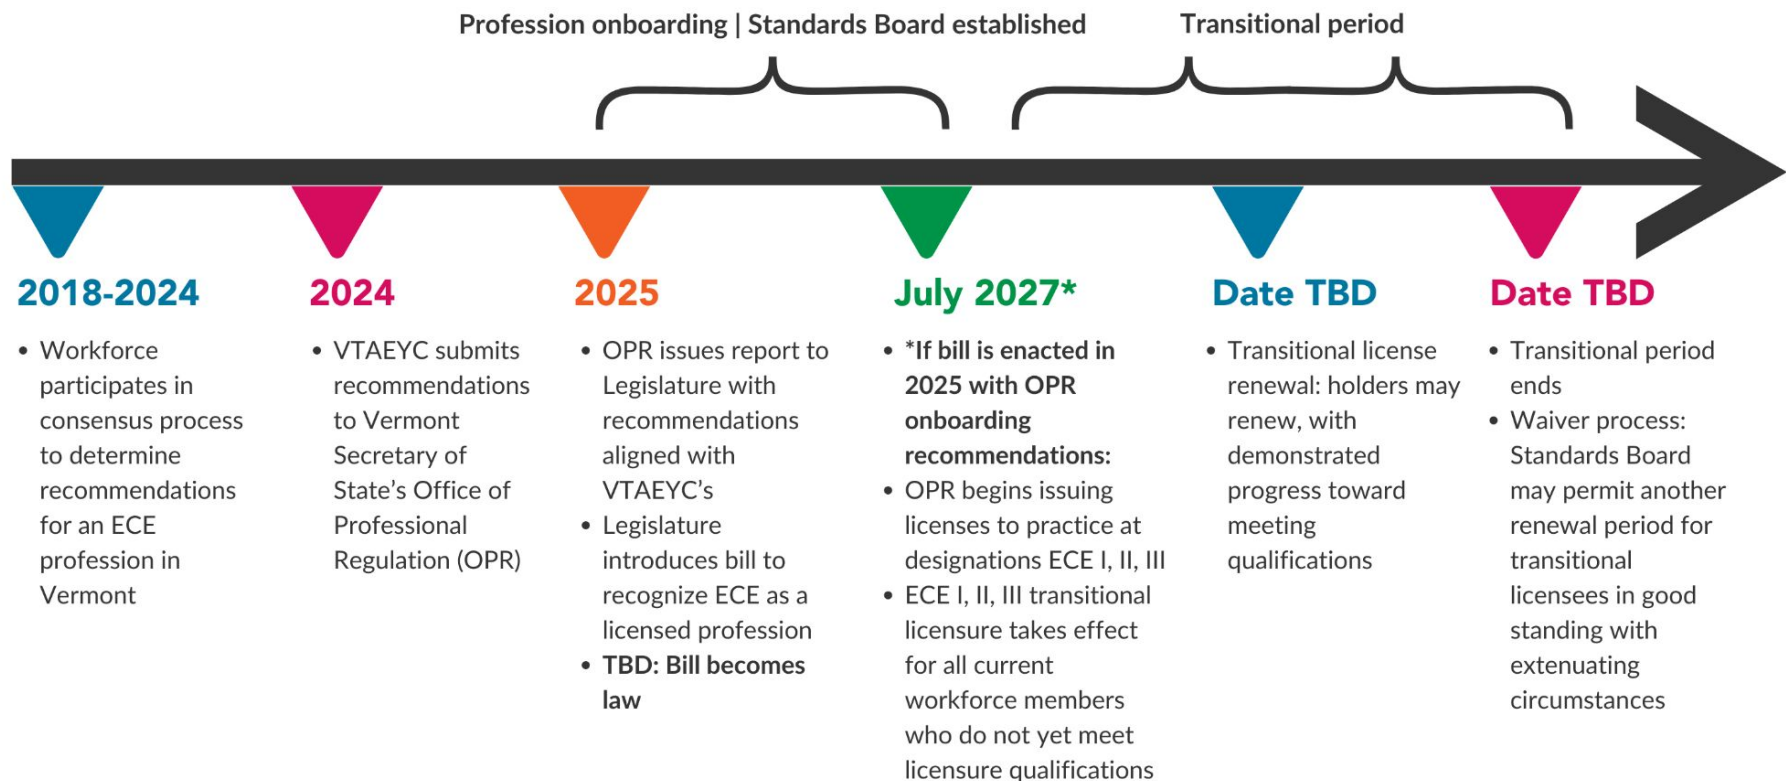 Profession onboarding | Standards Board established
Transitional period
2018-2024
• Workforce
participates in
consensus process
to determine
recommendations
for an ECE
profession in
Vermont
2024
• VTAEYC submits
recommendations
to Vermont
Secretary of
State's Office of
Professional
Regulation (OPR)
2025
• OPR issues report to
Legislature with
recommendations
aligned with
VTAEYC's
• Legislature
introduces bill to
recognize ECE as a
licensed profession
• TBD: Bill becomes
law
July 2027*
• *If bill is enacted in
2025 with OPR
onboarding
recommendations:
• OPR begins issuing
licenses to practice at
designations ECE I, II, III
• ECE I, II, III transitional
licensure takes effect
for all current
workforce members
who do not yet meet
licensure qualifications
Date TBD
• Transitional license
renewal: holders may
renew, with
demonstrated
progress toward
meeting
qualifications
Date TBD
• Transitional period
ends
• Waiver process:
Standards Board
may permit another
renewal period for
transitional
licensees in good
standing with
extenuating
circumstances